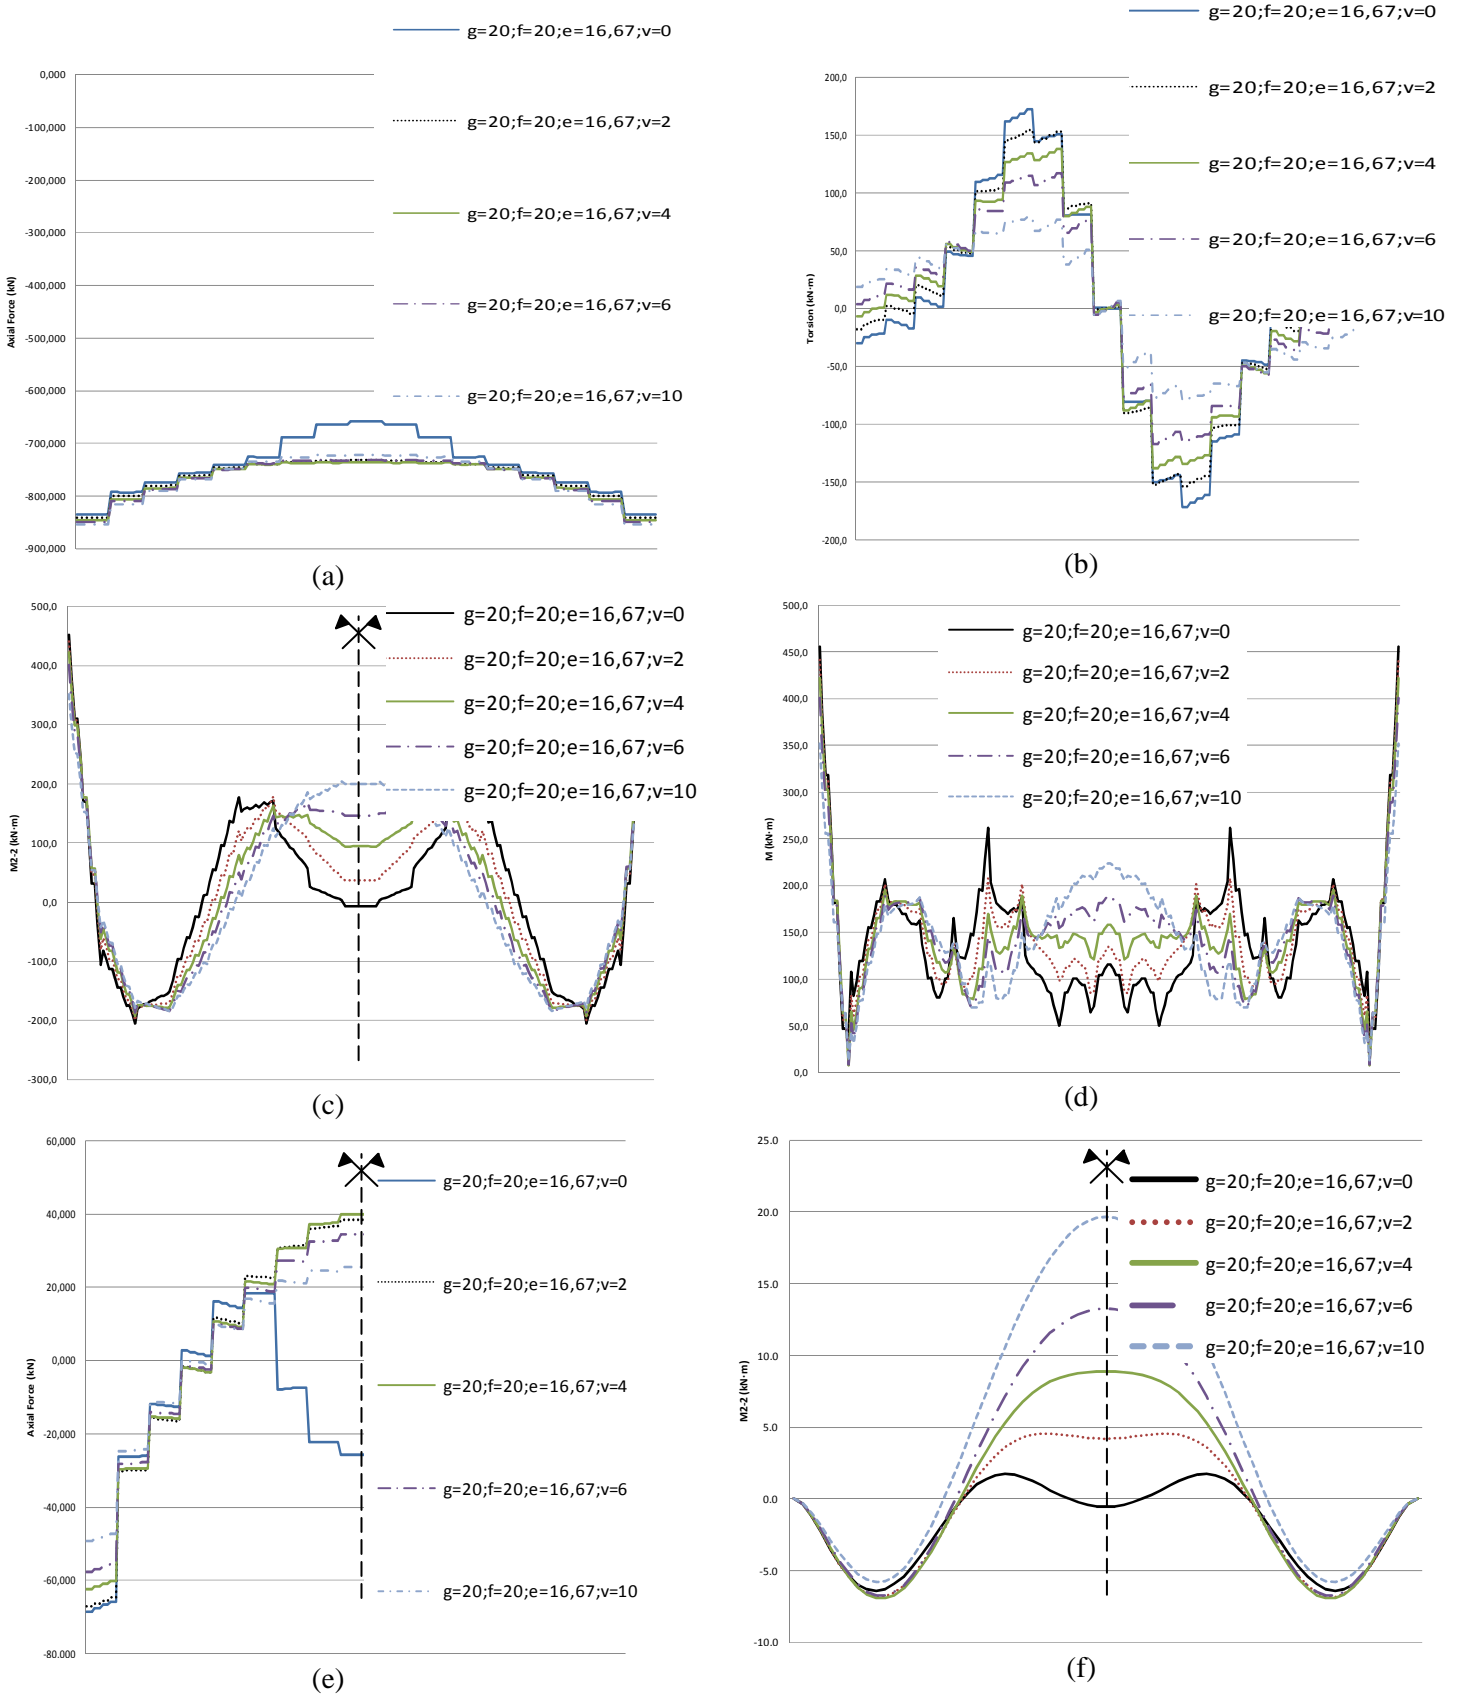 g=20;f=20;e=16,67;v=0
0,000
-100,000
g=20;f=20;e=16,67;v=2
-200,000
g=20;f=20;e=16,67;v=4
-300,000
-400,000
g=20;f=20;e=16,67;v=6
-500,000
-600,000
g=20;f=20;e=16,67;v=10
-700,000
-800,000
-900,000
Axial Force (kN)
(a)
g=20;f=20;e=16,67;v=0
200,0
g=20;f=20;e=16,67;v=2
150,0
g=20;f=20;e=16,67;v=4
100,0
50,0
g=20;f=20;e=16,67;v=6
0,0
g=20;f=20;e=16,67;v=10
-50,0
-100,0
-150,0
-200,0
Torsion (kN·m)
(b)
500,0
g=20;f=20;e=16,67;v=0
400,0
g=20;f=20;e=16,67;v=2
300,0
g=20;f=20;e=16,67;v=4
g=20;f=20;e=16,67;v=6
200,0
g=20;f=20;e=16,67;v=10
100,0
0,0
-100,0
-200,0
-300,0
M2-2 (kN·m)
(c)
500,0
g=20;f=20;e=16,67;v=0
450,0
g=20;f=20;e=16,67;v=2
400,0
g=20;f=20;e=16,67;v=4
350,0
g=20;f=20;e=16,67;v=6
300,0
g=20;f=20;e=16,67;v=10
250,0
200,0
150,0
100,0
50,0
0,0
M (kN·m)
(d)
60,000
g=20;f=20;e=16,67;v=0
40,000
20,000
g=20;f=20;e=16,67;v=2
0,000
g=20;f=20;e=16,67;v=4
-20,000
-40,000
g=20;f=20;e=16,67;v=6
-60,000
g=20;f=20;e=16,67;v=10
-80.000
Axial Force (kN)
(e)
25.0
g=20;f=20;e=16,67;v=0
20.0
g=20;f=20;e=16,67;v=2
g=20;f=20;e=16,67;v=4
15.0
g=20;f=20;e=16,67;v=6
g=20;f=20;e=16,67;v=10
10.0
5.0
0.0
-5.0
-10.0
M2-2 (kN·m)
(f)